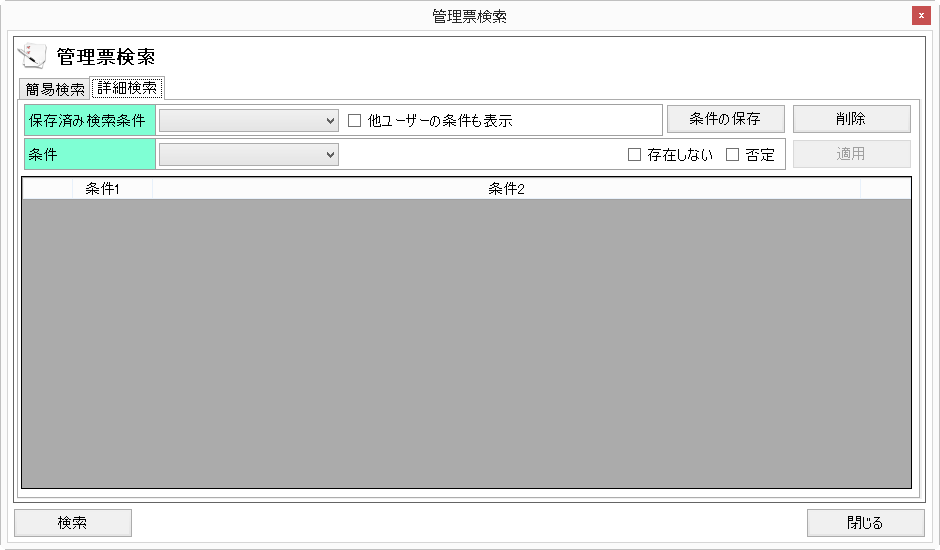 管理票検索
x
管理票検索
簡易検索 詳細検索
保存済み検索条件 他ユーザーの条件も表示 条件の保存 削除
条件 存在しない 否定 適用
条件1 条件2
検索 閉じる